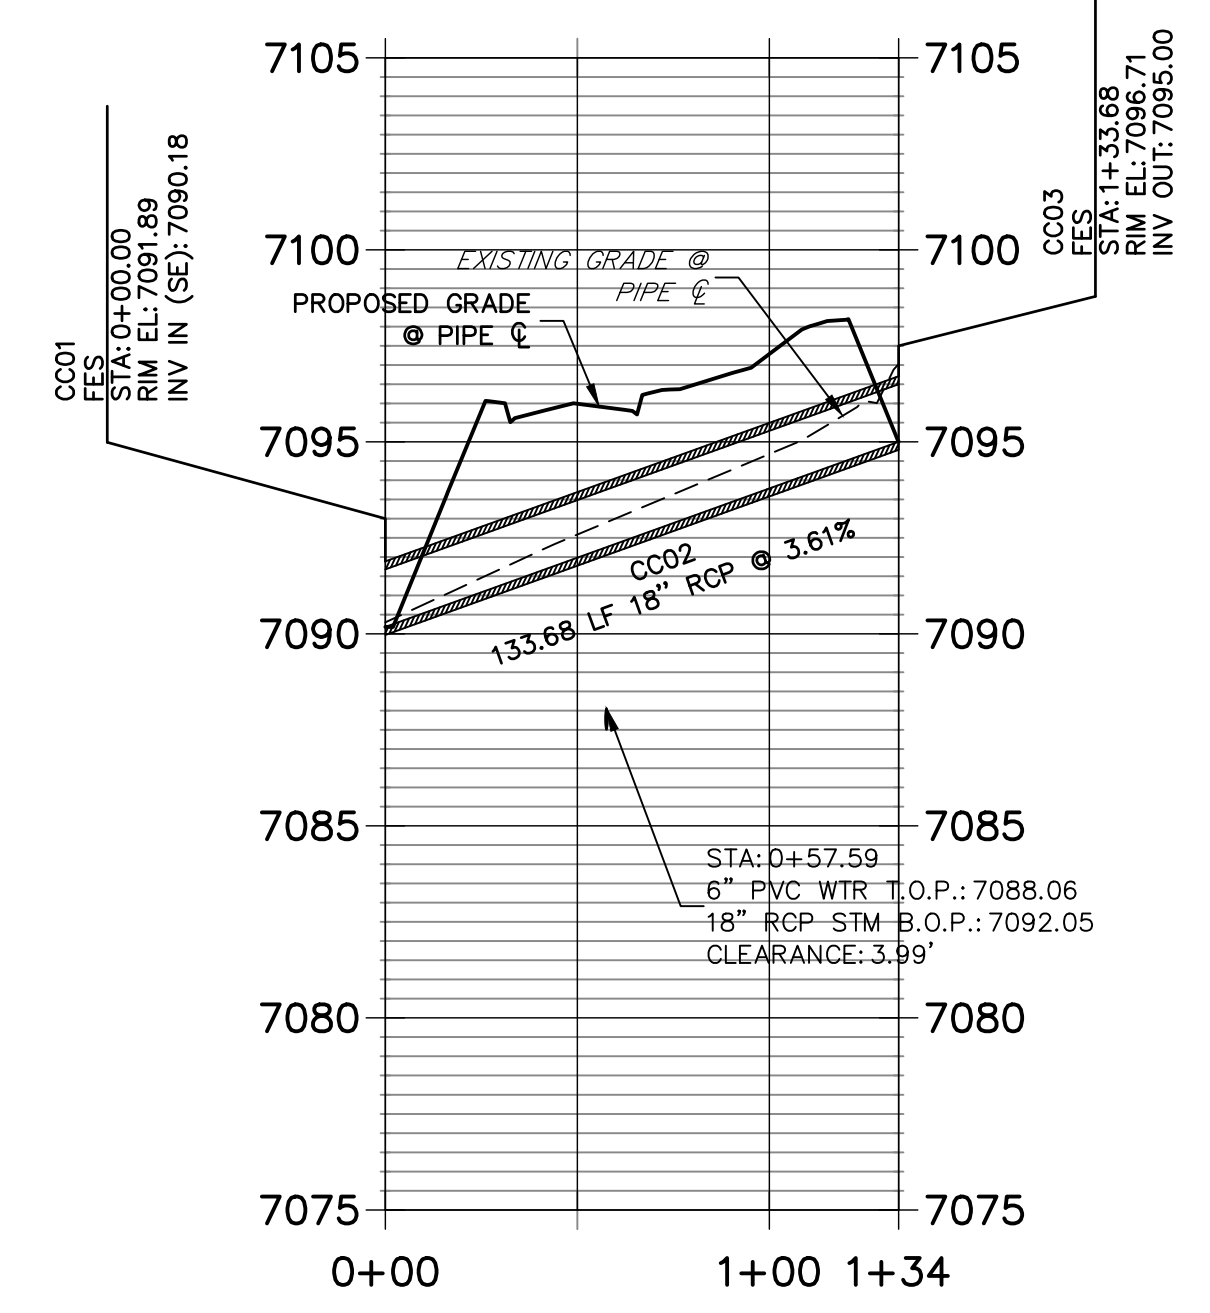 CC01
FES
STA: 0+00.00
RIM EL: 7091.89
INV IN (SE): 7090.18
CC03
FES
STA: 1+33.68
RIM EL: 7096.71
INV OUT: 7095.00
7105
7105
7100
7100
EXISTING GRADE @
PIPE ℄
PROPOSED GRADE
@ PIPE ℄
7095
7095
CC02
133.68 LF 18” RCP @ 3.61%
7090
7090
7085
7085
STA: 0+57.59
6” PVC WTR T.O.P.: 7088.06
18” RCP STM B.O.P.: 7092.05
CLEARANCE: 3.99’
7080
7080
7075
7075
0+00
1+00
1+34